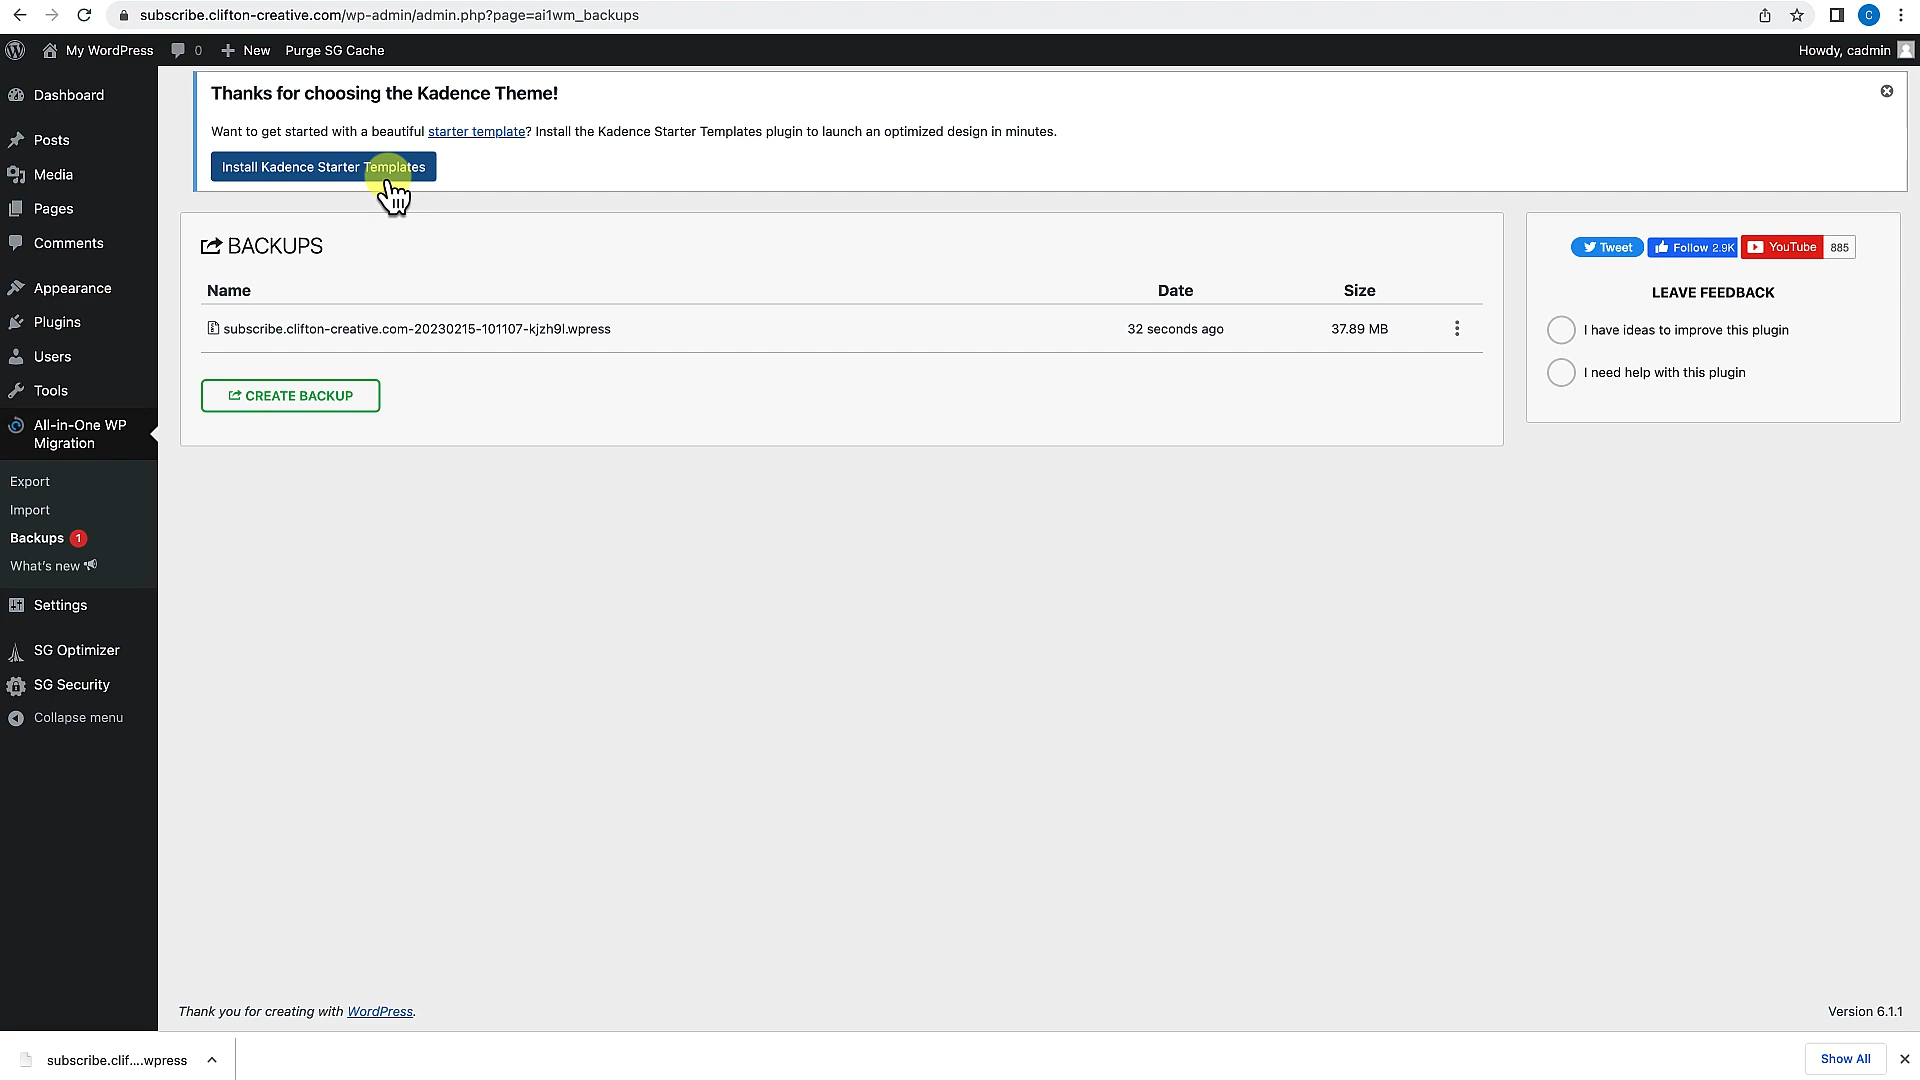 subscribe.clifton-creative.com/wp-admin/admin.php?page=ai1wm_backups
C
My WordPress
0
New
Purge SG Cache
Howdy, cadmin
Dashboard
Posts
Media
Pages
Comments
Appearance
Plugins
Users
Tools
All-in-One WP
Migration
Export
Import
Backups 1
What's new
Settings
SG Optimizer
SG Security
Collapse menu
Thanks for choosing the Kadence Theme!
Want to get started with a beautiful starter template? Install the Kadence Starter Templates plugin to launch an optimized design in minutes.
Install Kadence Starter Templates
BACKUPS
Name Date Size
subscribe.clifton-creative.com-20230215-101107-kjzh9l.wpress 32 seconds ago 37.89 MB
CREATE BACKUP
Tweet Follow 2.9K YouTube 885
LEAVE FEEDBACK
I have ideas to improve this plugin
I need help with this plugin
Thank you for creating with WordPress.
Version 6.1.1
subscribe.clif....wpress
Show All